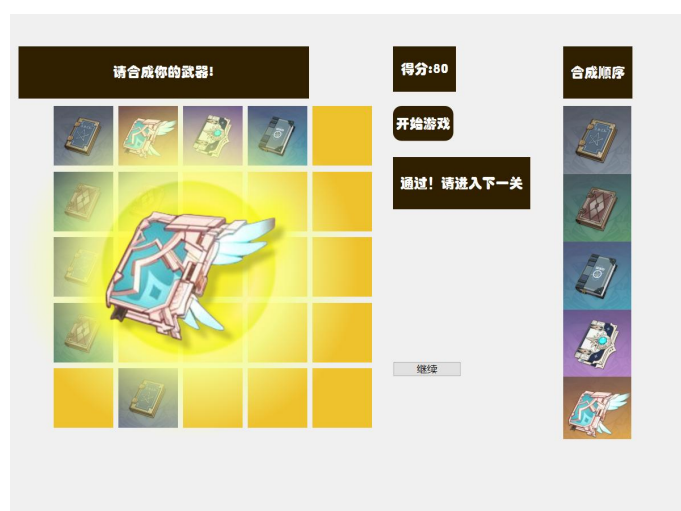 请合成你的武器!
得分:80
合成顺序
开始游戏
通过！请进入下一关
继续